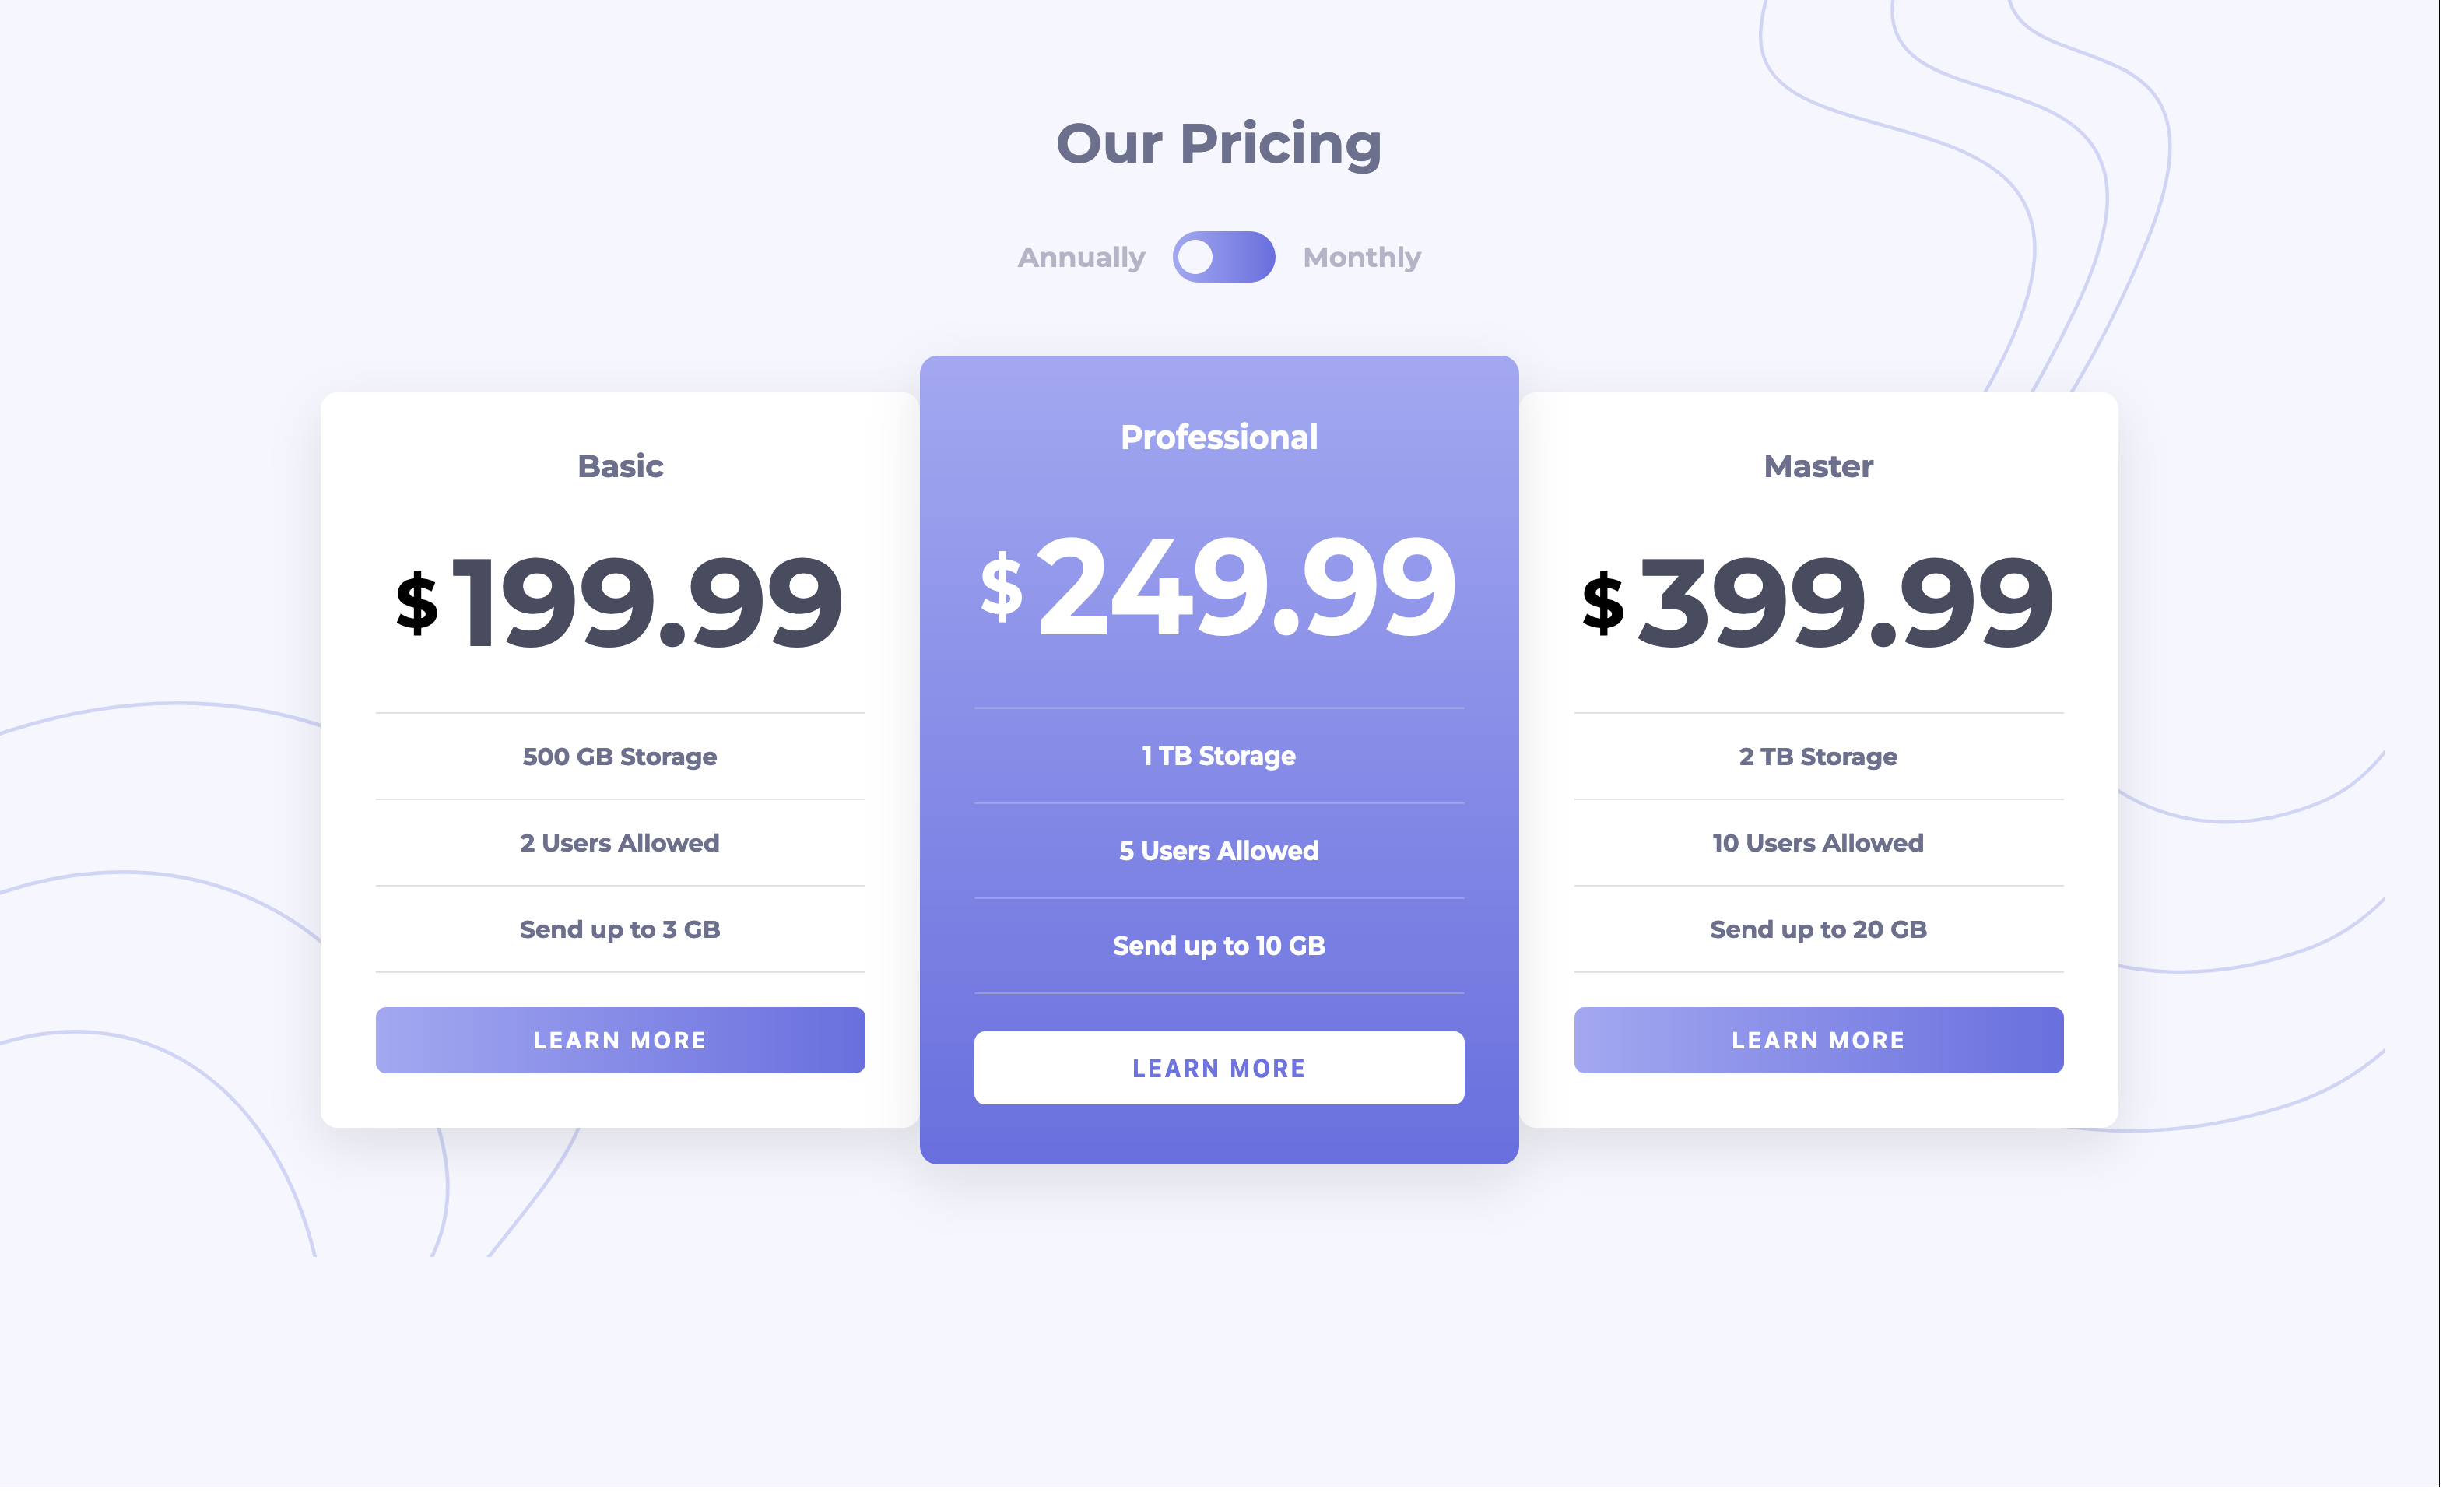 Our Pricing
Annually Monthly
Basic
$199.99
500 GB Storage
2 Users Allowed
Send up to 3 GB
LEARN MORE
Professional
$249.99
1 TB Storage
5 Users Allowed
Send up to 10 GB
LEARN MORE
Master
$399.99
2 TB Storage
10 Users Allowed
Send up to 20 GB
LEARN MORE